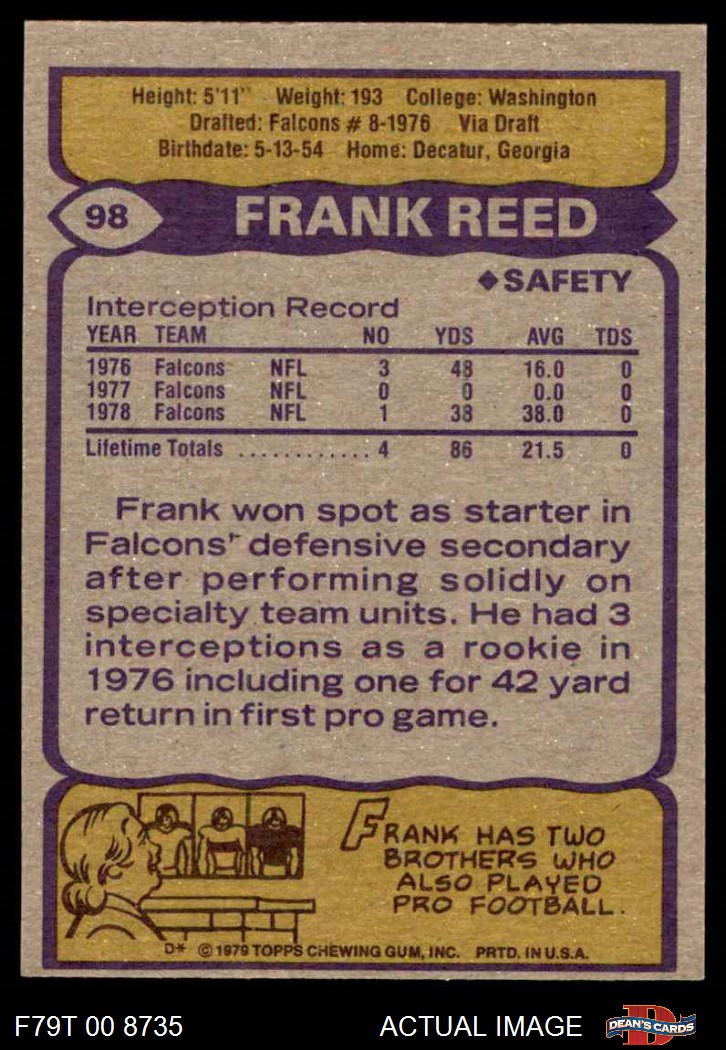 Height: 5'11" Weight: 193 College: Washington
Drafted: Falcons # 8-1976 Via Draft
Birthdate: 5-13-54 Home: Decatur, Georgia
98 FRANK REED
◆SAFETY
Interception Record
YEAR TEAM NO YDS AVG TDS
1976 Falcons NFL 3 48 16.0 0
1977 Falcons NFL 0 0 0.0 0
1978 Falcons NFL 1 38 38.0 0
Lifetime Totals ............ 4 86 21.5 0
Frank won spot as starter in
Falcons' defensive secondary
after performing solidly on
specialty team units. He had 3
interceptions as a rookie in
1976 including one for 42 yard
return in first pro game.
FRANK HAS TWO
BROTHERS WHO
ALSO PLAYED
PRO FOOTBALL.
D* © 1979 TOPPS CHEWING GUM, INC. PRTD. IN U.S.A.
F79T 00 8735 ACTUAL IMAGE D DEAN'S CARDS